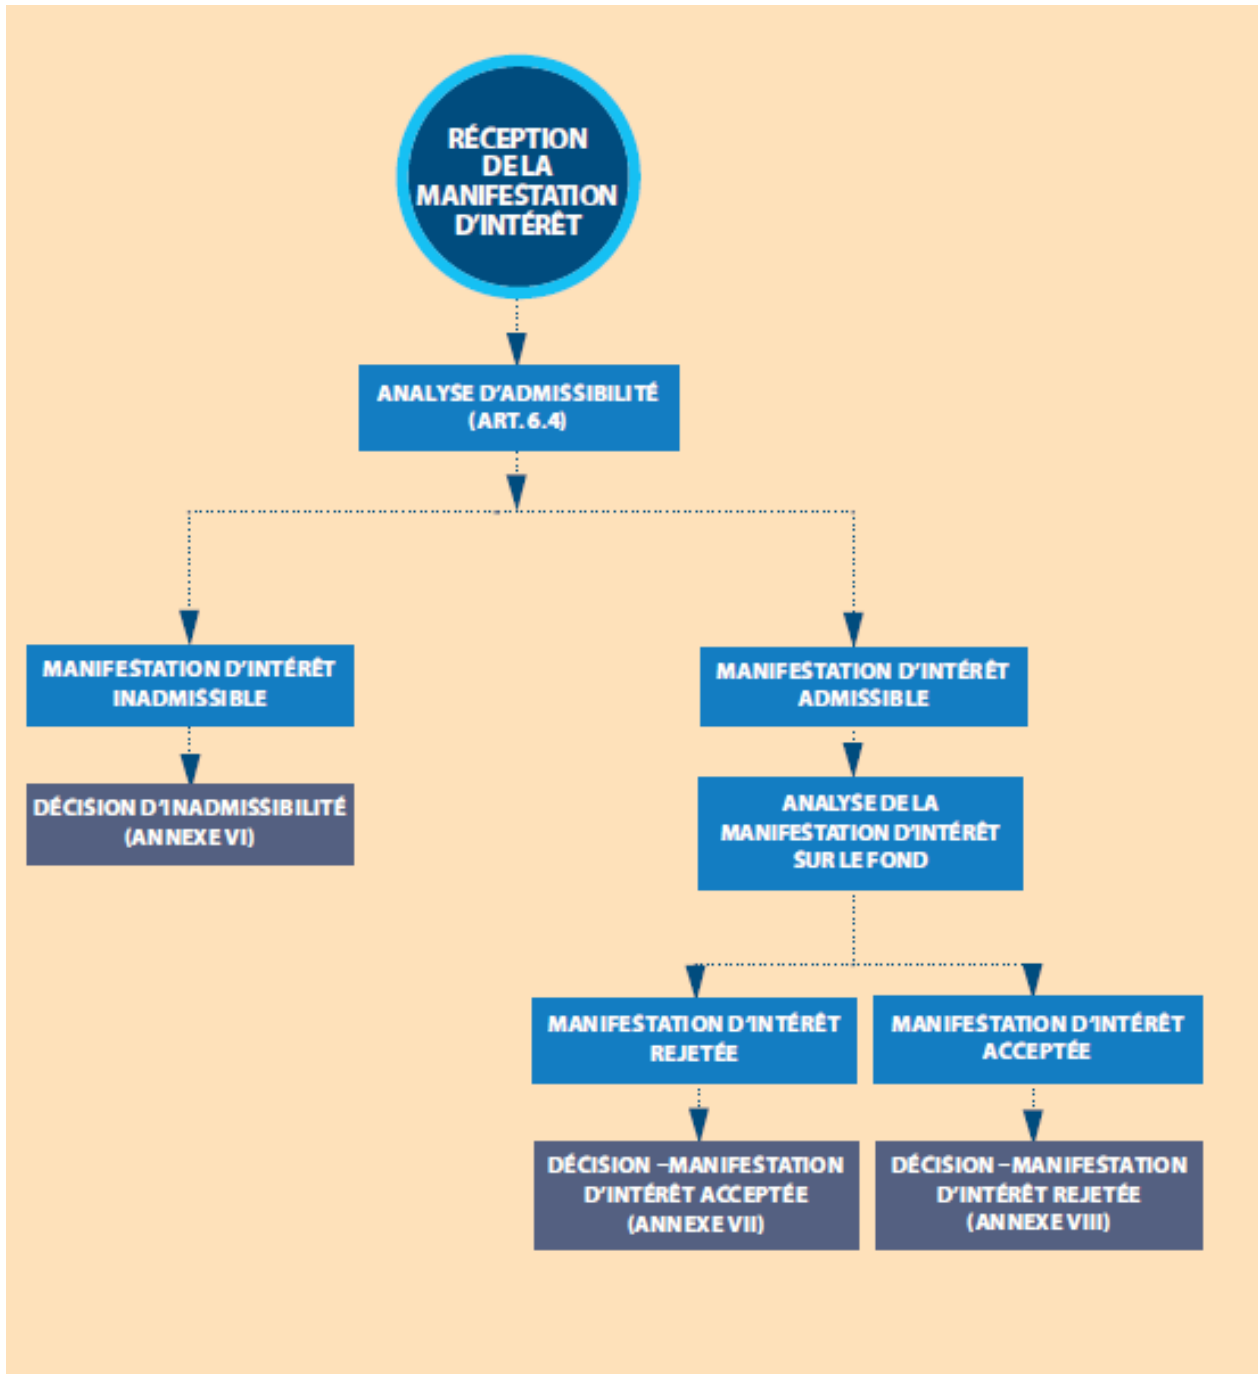 RÉCEPTION
DE LA
MANIFESTATION
D'INTÉRÊT
ANALYSE D'ADMISSIBILITÉ
(ART. 6.4)
MANIFESTATION D'INTÉRÊT
INADMISSIBLE
MANIFESTATION D'INTÉRÊT
ADMISSIBLE
DÉCISION D'INADMISSIBILITÉ
(ANNEXE VI)
ANALYSE DE LA
MANIFESTATION D'INTÉRÊT
SUR LE FOND
MANIFESTATION D'INTÉRÊT
REJETÉE
MANIFESTATION D'INTÉRÊT
ACCEPTÉE
DÉCISION –MANIFESTATION
D'INTÉRÊT ACCEPTÉE
(ANNEXE VII)
DÉCISION –MANIFESTATION
D'INTÉRÊT REJETÉE
(ANNEXE VIII)